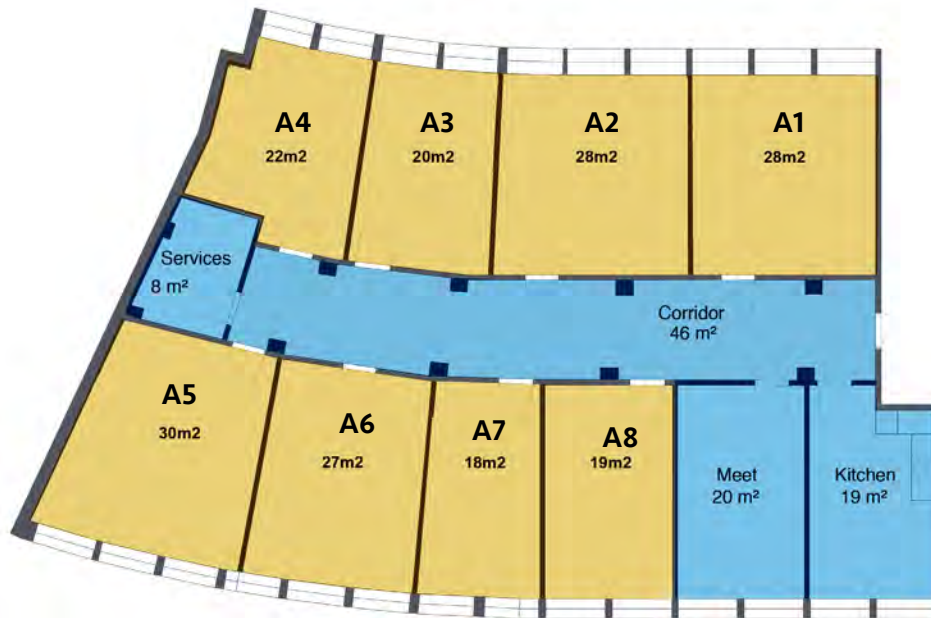 A4
22m2
A3
20m2
A2
28m2
A1
28m2
Services
8 m²
Corridor
46 m²
A5
30m2
A6
27m2
A7
18m2
A8
19m2
Meet
20 m²
Kitchen
19 m²